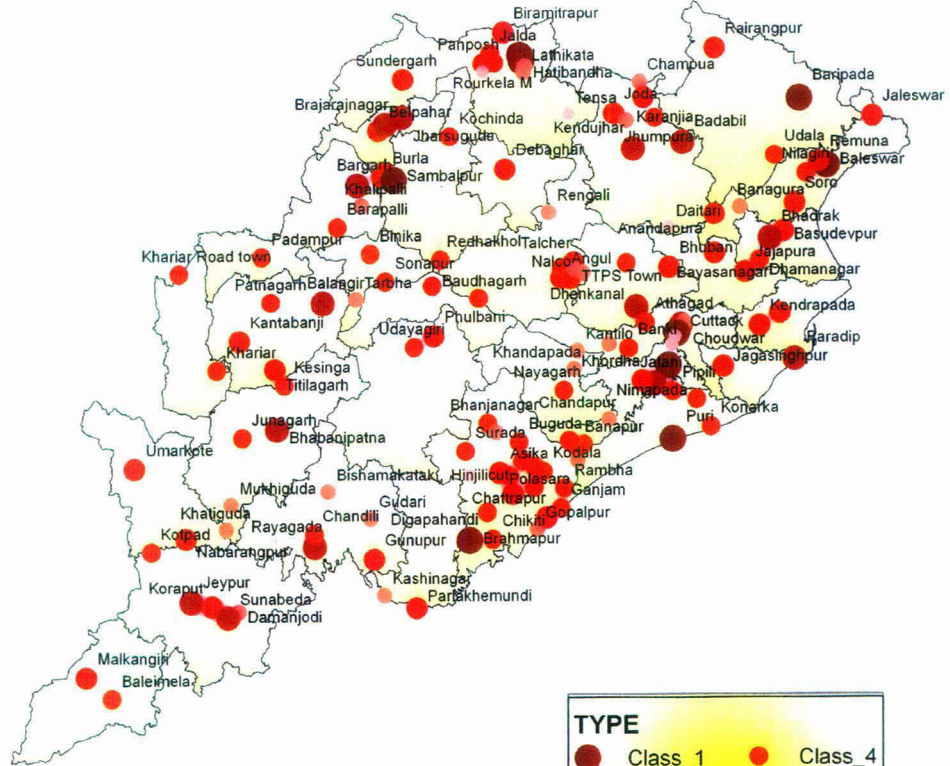 Biramitrapur
Rairangpur
Jalda
Panposh
Lathikata
Sundergarh
Hatibandha
Champua
Rourkela M
Baripada
Jaleswar
Tensa Joda
Brajarajnagar
Belpahar
Kochinda
Karanjia
Badabil
Kendujhar
Jharsuguda
Jhumpura
Udala
Remuna
Debaghar
Burla
Nilagiri
Baleswar
Bargarh
Sambalpur
Khalipalli
Soro
Rengali
Banagura
Barapalli
Daitari
Bhadrak
Anandapura
Padampur
Binika
Redhakhol
Talcher
Bhuban
Basudevpur
Khariar Road town
Sonapur
Nalco
Angul
Jajapura
TTPS Town
Bayasanagar
Dhamanagar
Patnagarh
Balangir
Tarbha
Baudhagarh
Dhenkanal
Athagad
Kendrapada
Kantabanji
Phulbani
Cuttack
Udayagiri
Kantilo
Banki
Choudwar
Paradip
Khariar
Khandapada
Khordha
Jatani
Jagasinghpur
Kesinga
Nayagarh
Pipili
Titilagarh
Nimapada
Chandapur
Bhanjanagar
Konarka
Puri
Junagarh
Buguda
Banapur
Surada
Bhabanipatna
Asika
Kodala
Umarkote
Bishamakataki
Hinjilicut
Polasara
Rambha
Mukhiguda
Ganjam
Gudari
Chattrapur
Khatiguda
Chandili
Digapahandi
Chikiti
Gopalpur
Rayagada
Kotpad
Gunupur
Brahmapur
Nabarangpur
Kashinagar
Jeypur
Koraput
Sunabeda
Parlakhemundi
Damanjodi
Malkangiri
Baleimela
TYPE
Class_1
Class_4